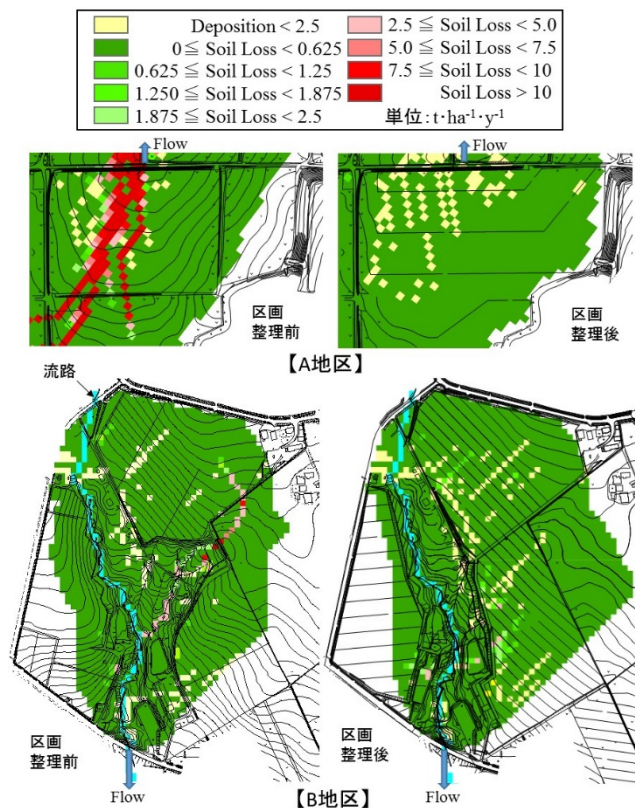 Deposition < 2.5
0≦ Soil Loss < 0.625
0.625 ≦ Soil Loss < 1.25
1.250 ≦ Soil Loss < 1.875
1.875 ≦ Soil Loss < 2.5
2.5 ≦ Soil Loss < 5.0
5.0 ≦ Soil Loss < 7.5
7.5 ≦ Soil Loss < 10
Soil Loss > 10
単位：t・ha⁻¹・y⁻¹
Flow
Flow
区画
整理前
区画
整理後
【A地区】
流路
区画
整理前
区画
整理後
Flow
Flow
【B地区】